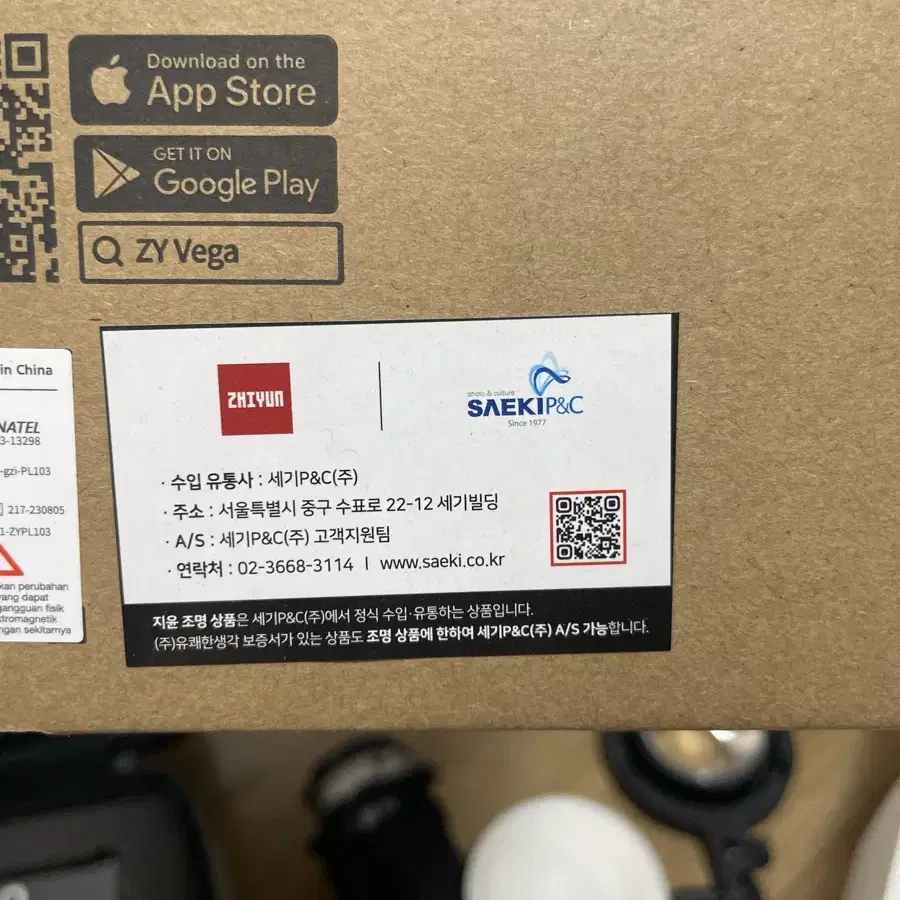 Download on the
App Store
GET IT ON
Google Play
ZY Vega
in China
NATEL
3-13298
-gzi-PL103
217-230805
1-ZYPL103
kan perubahan
yang dapat
gangguan fisik
ktromagnetik
ngan sekitarnya
ZHIYUN
photo & culture
SAEKIP&C
Since 1977
· 수입 유통사 : 세기P&C(주)
· 주소 : 서울특별시 중구 수표로 22-12 세기빌딩
· A/S : 세기P&C(주) 고객지원팀
· 연락처 : 02-3668-3114 | www.saeki.co.kr
지윤 조명 상품은 세기P&C(주)에서 정식 수입·유통하는 상품입니다.
(주)유쾌한생각 보증서가 있는 상품도 조명 상품에 한하여 세기P&C(주) A/S 가능합니다.